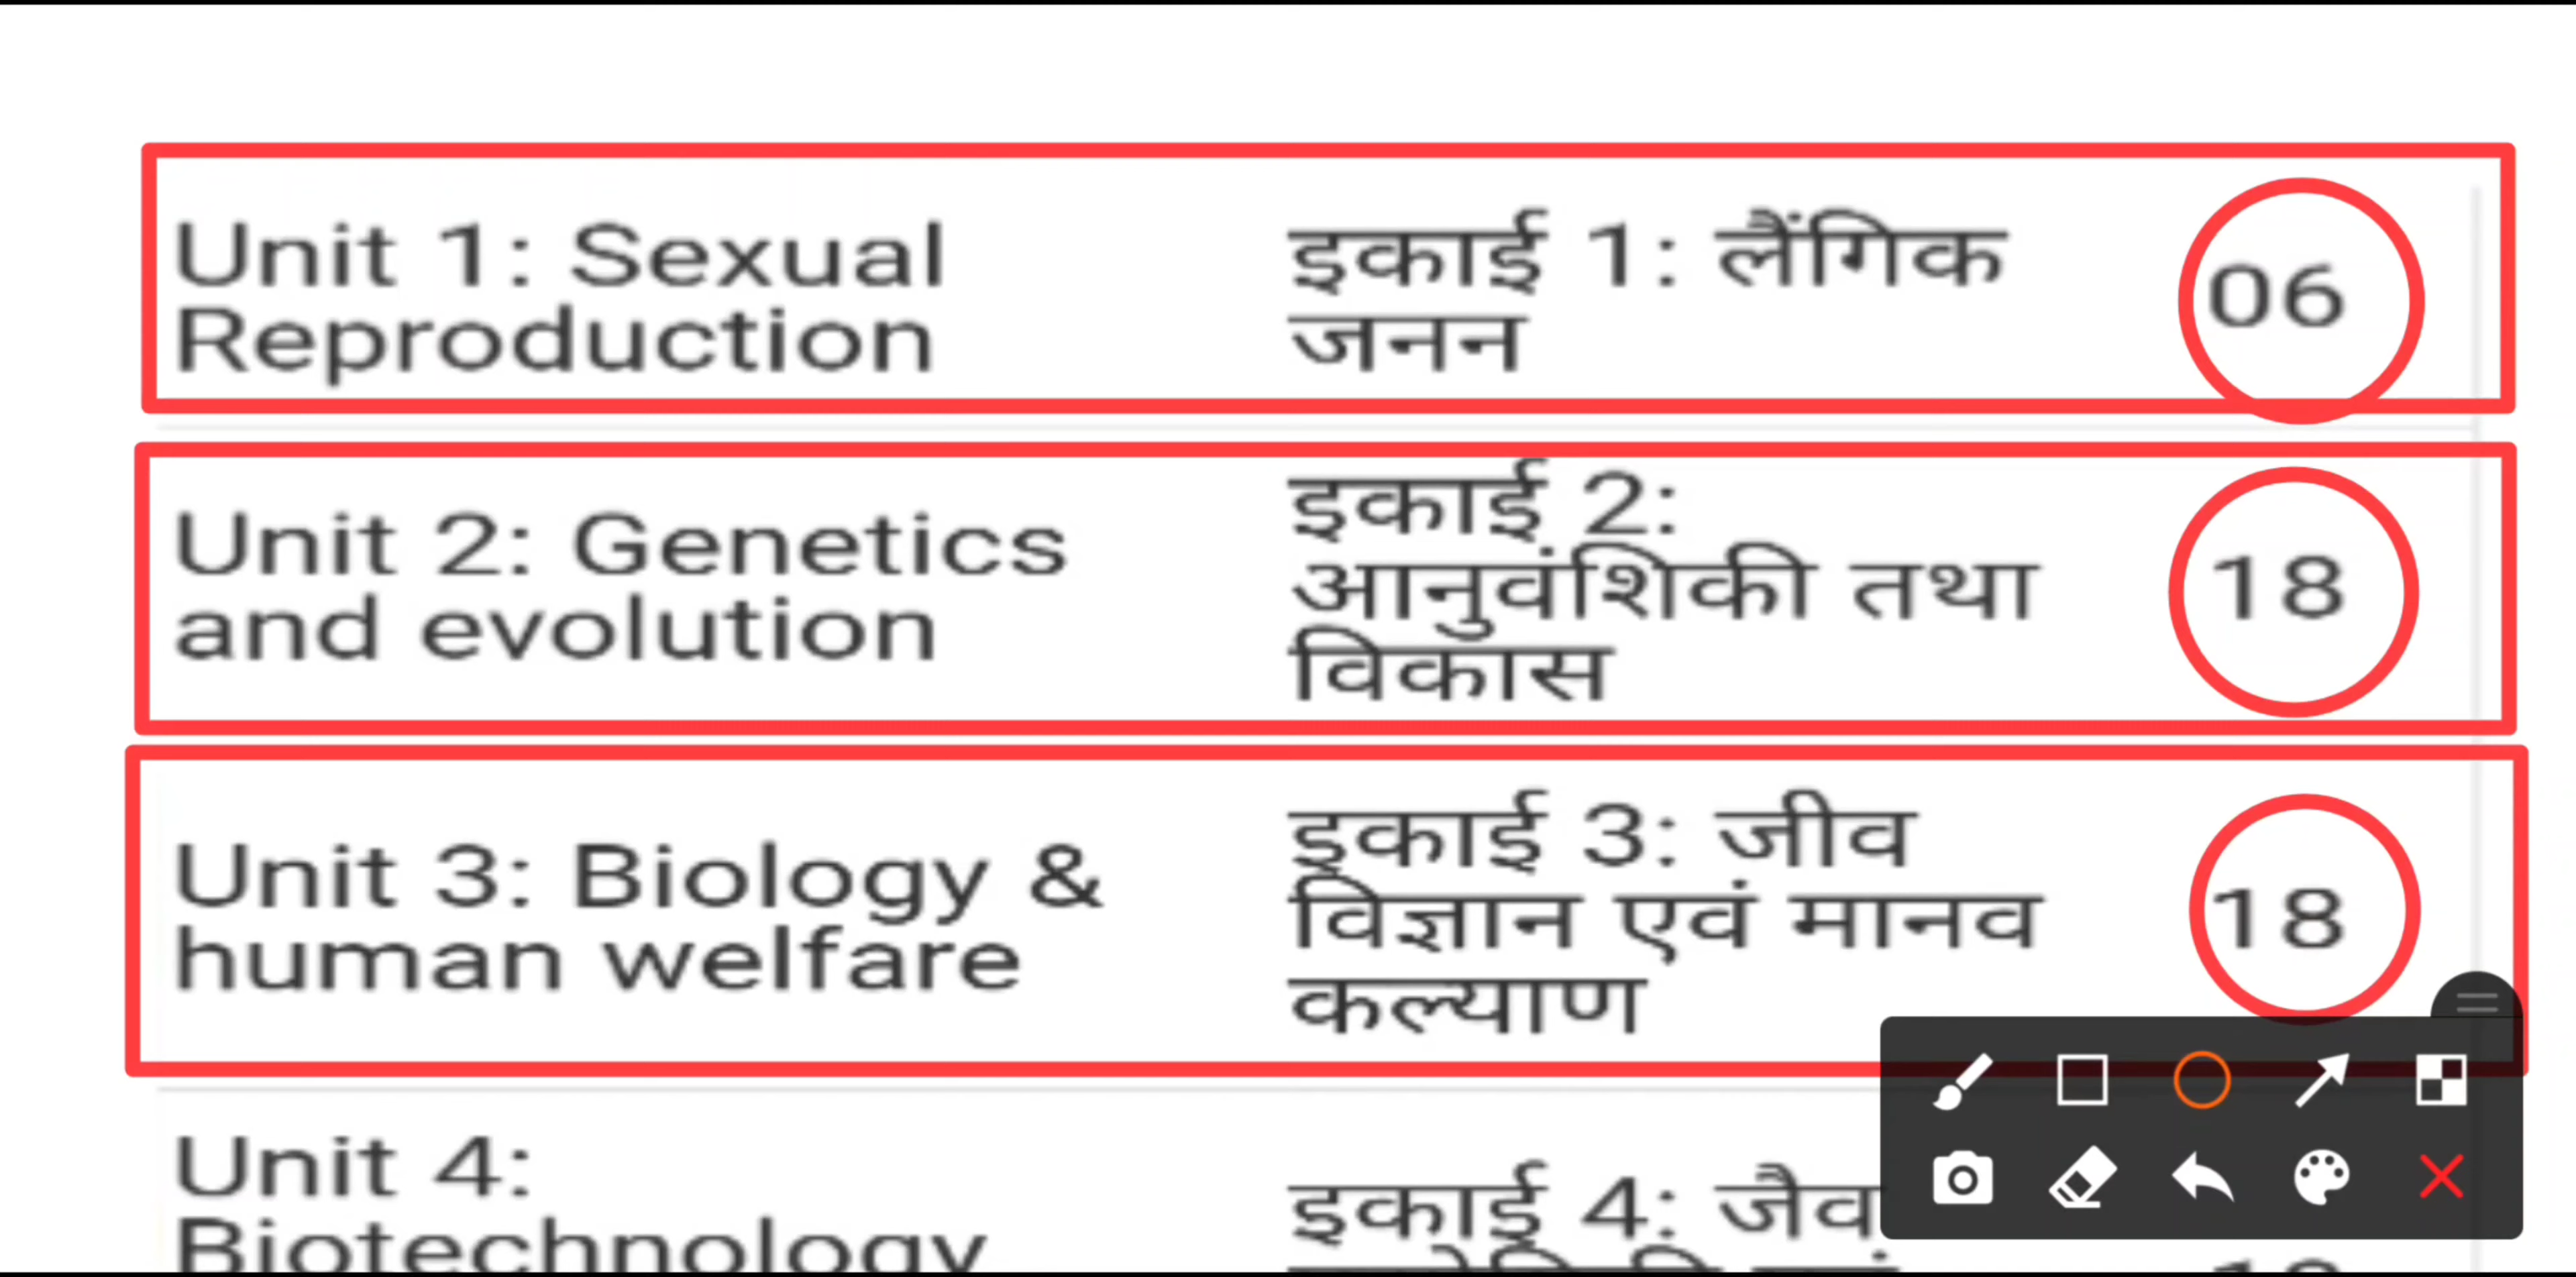 Unit 1: Sexual
Reproduction
इकाई 1: लैंगिक
जनन
06
Unit 2: Genetics
and evolution
इकाई 2:
आनुवंशिकी तथा
विकास
18
Unit 3: Biology &
human welfare
इकाई 3: जीव
विज्ञान एवं मानव
कल्याण
18
Unit 4:
Biotechnology
इकाई 4: जैव